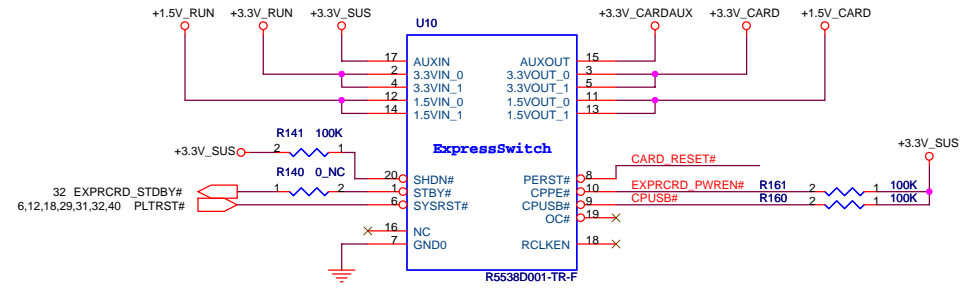 +1.5V_RUN +3.3V_RUN +3.3V_SUS +3.3V_CARDAUX +3.3V_CARD +1.5V_CARD
U10
17 AUXIN AUXOUT 15
2 3.3VIN_0 3.3VOUT_0 3
4 3.3VIN_1 3.3VOUT_1 5
12 1.5VIN_0 1.5VOUT_0 11
14 1.5VIN_1 1.5VOUT_1 13
R141 100K
ExpressSwitch
+3.3V_SUS 2 1
+3.3V_SUS
CARD_RESET#
R140 0_NC
20 SHDN# PERST# 8
32 EXPRCRD_STDBY# 1 2 1 STBY# CPPE# 10 EXPRCRD_PWREN# R161 2 1 100K
6,12,18,29,31,32,40 PLTRST# 6 SYSRST# CPUSB# 9 CPUSB# R160 2 1 100K
OC# 19
16 NC
7 GND0 RCLKEN 18
R5538D001-TR-F